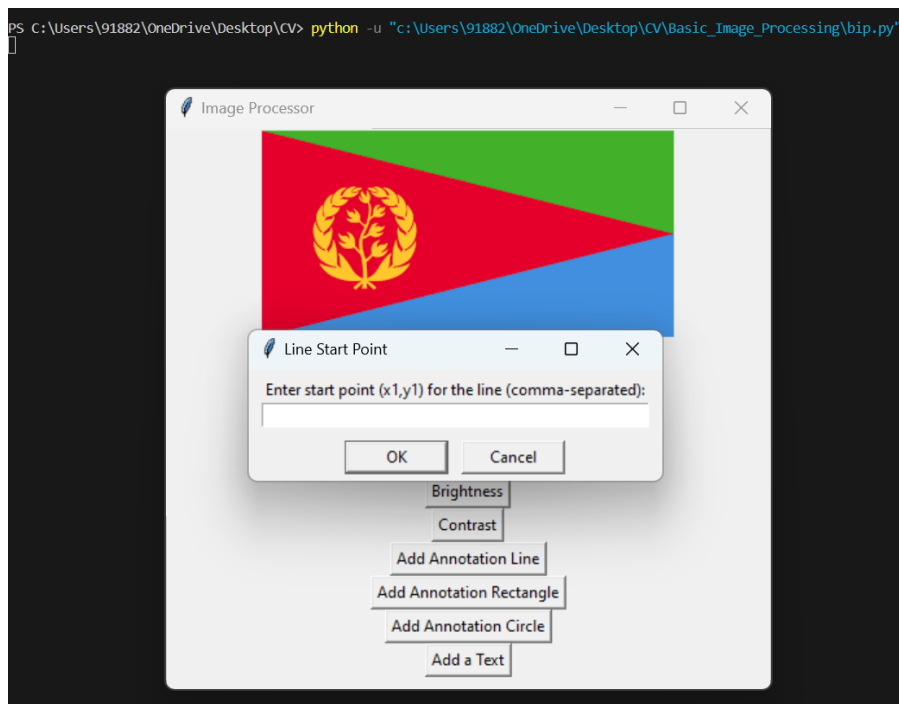 PS C:\Users\91882\OneDrive\Desktop\CV> python -u "c:\Users\91882\OneDrive\Desktop\CV\Basic_Image_Processing\bip.py"
Image Processor
Line Start Point
Enter start point (x1,y1) for the line (comma-separated):
OK Cancel
Brightness
Contrast
Add Annotation Line
Add Annotation Rectangle
Add Annotation Circle
Add a Text